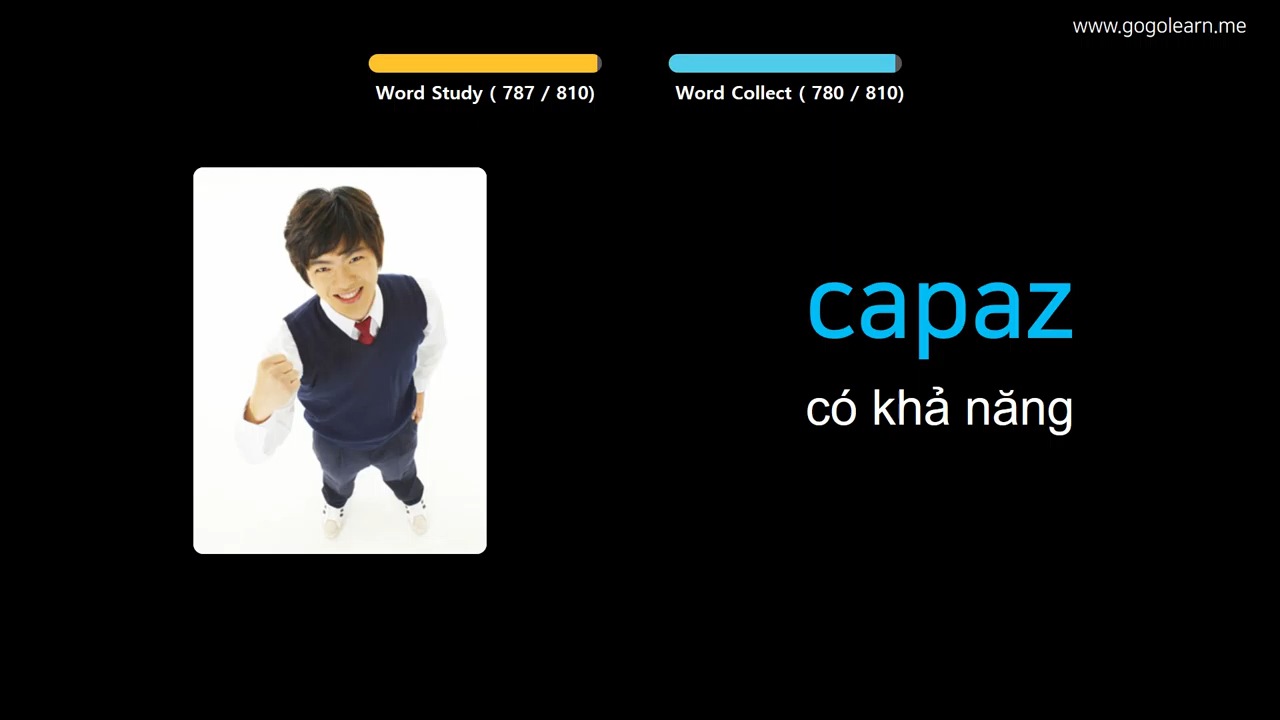 www.gogolearn.me
Word Study ( 787 / 810)
Word Collect ( 780 / 810)
capaz
có khả năng